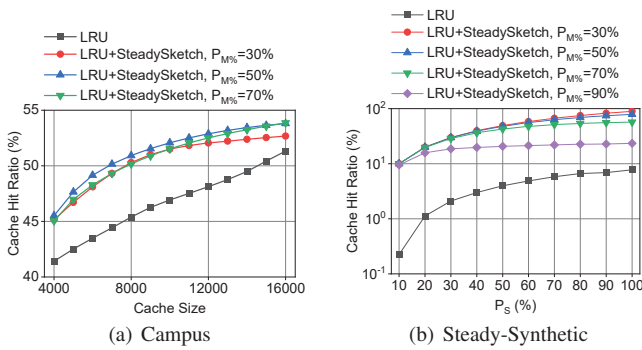 LRU
LRU+SteadySketch, PM%=30%
LRU+SteadySketch, PM%=50%
LRU+SteadySketch, PM%=70%
55
50
45
40
Cache Hit Ratio (%)
4000 8000 12000 16000
Cache Size
(a) Campus
LRU
LRU+SteadySketch, PM%=30%
LRU+SteadySketch, PM%=50%
LRU+SteadySketch, PM%=70%
LRU+SteadySketch, PM%=90%
10^2
10^1
10^0
10^-1
Cache Hit Ratio (%)
10 20 30 40 50 60 70 80 90 100
PS (%)
(b) Steady-Synthetic